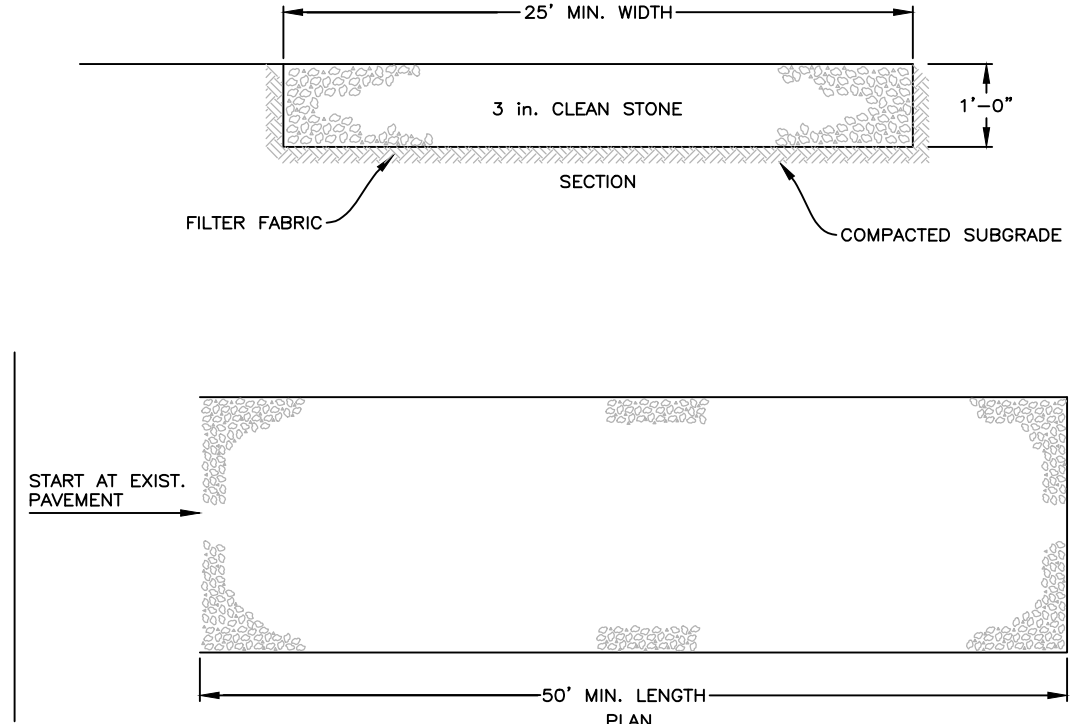 25' MIN. WIDTH
3 in. CLEAN STONE
1'-0"
SECTION
FILTER FABRIC
COMPACTED SUBGRADE
START AT EXIST.
PAVEMENT
50' MIN. LENGTH
PLAN